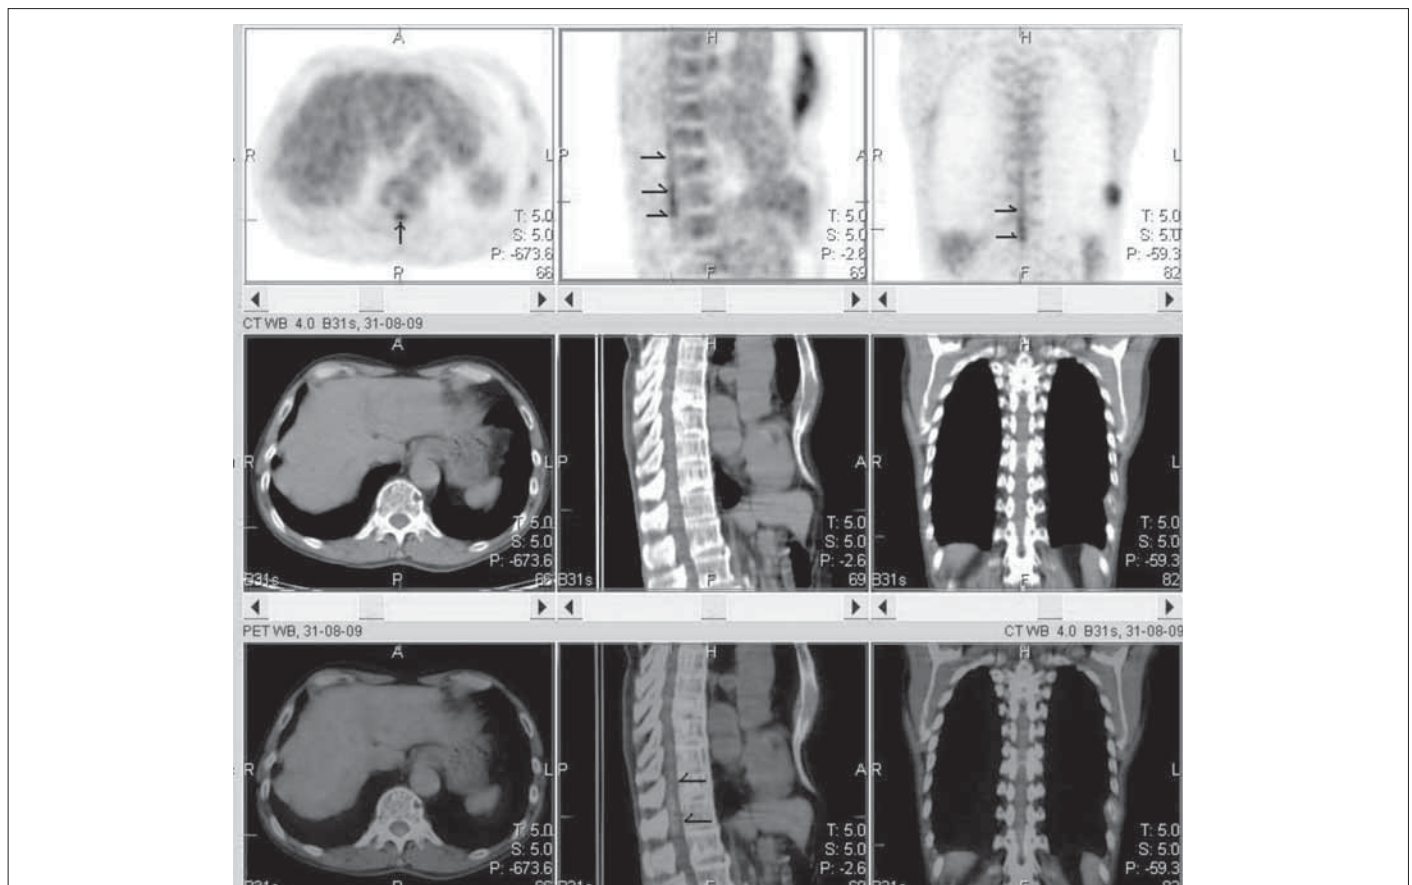 A
R
L
T: 5.0
S: 5.0
P: -673.6
66
P
H
P
A
T: 5.0
S: 5.0
P: -2.6
69
F
H
R
L
T: 5.0
S: 5.0
P: -59.3
82
F
CT WB 4.0 B31s, 31-08-09
A
R
L
T: 5.0
S: 5.0
P: -673.6
B31s
P
66
H
P
A
T: 5.0
S: 5.0
P: -2.6
B31s
F
69
H
R
L
T: 5.0
S: 5.0
P: -59.3
B31s
F
82
PET WB, 31-08-09
CT WB 4.0 B31s, 31-08-09
A
R
L
T: 5.0
S: 5.0
P: -673.6
H
P
A
T: 5.0
S: 5.0
P: -2.6
H
R
L
T: 5.0
S: 5.0
P: -59.3